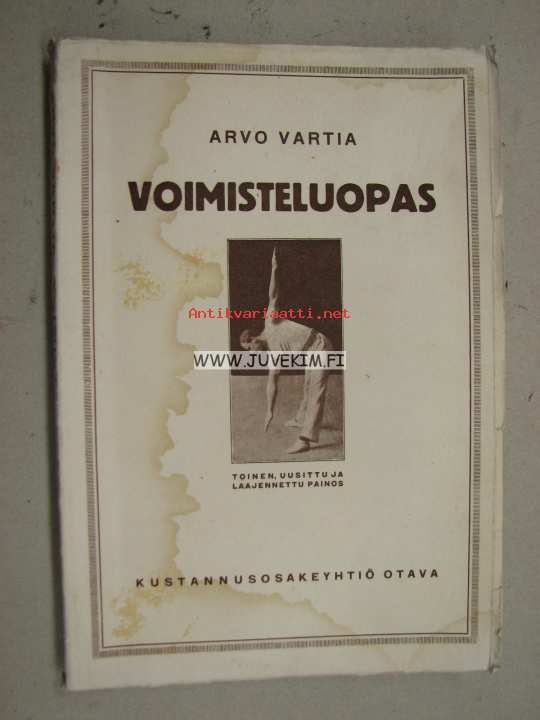 ARVO VARTIA
VOIMISTELUOPAS
Antikvariaatti.net
WWW.JUVEKIM.FI
TOINEN, UUSITTU JA
LAAJENNETTU PAINOS
KUSTANNUSOSAKEYHTIÖ OTAVA